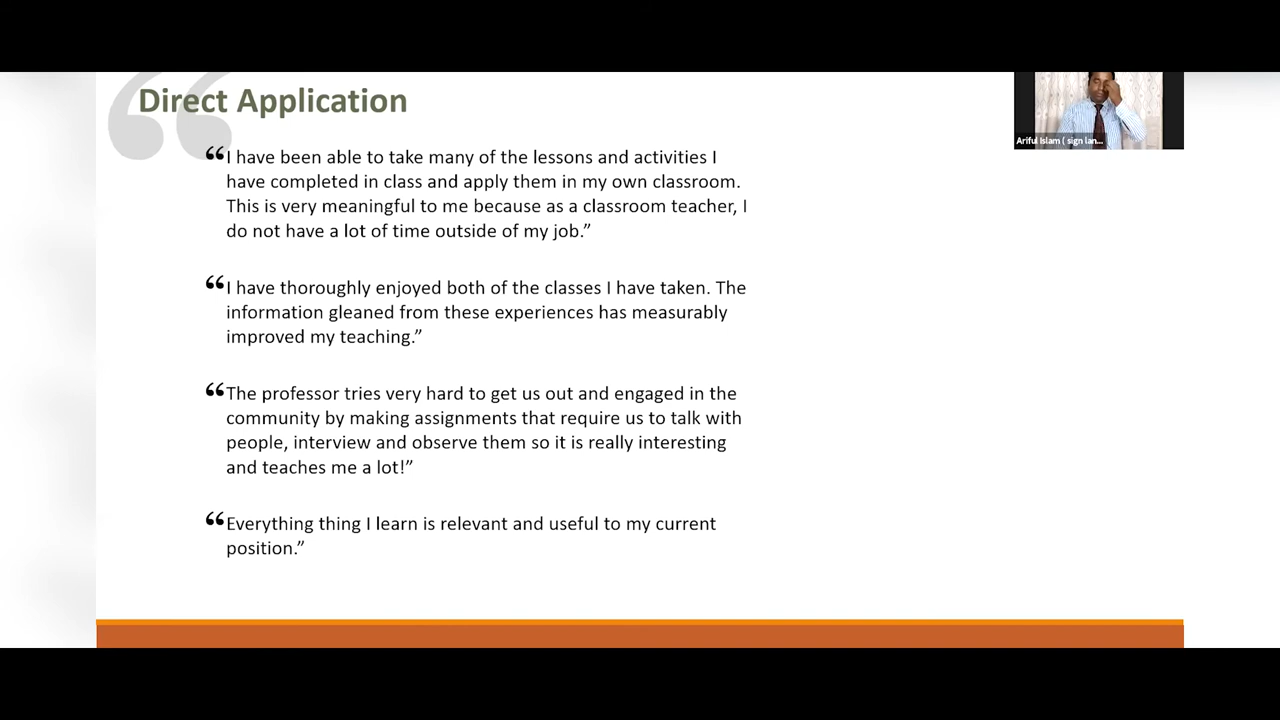 Direct Application
“I have been able to take many of the lessons and activities I
have completed in class and apply them in my own classroom.
This is very meaningful to me because as a classroom teacher, I
do not have a lot of time outside of my job.”
“I have thoroughly enjoyed both of the classes I have taken. The
information gleaned from these experiences has measurably
improved my teaching.”
“The professor tries very hard to get us out and engaged in the
community by making assignments that require us to talk with
people, interview and observe them so it is really interesting
and teaches me a lot!”
“Everything thing I learn is relevant and useful to my current
position.”
Ariful Islam ( sign lan...